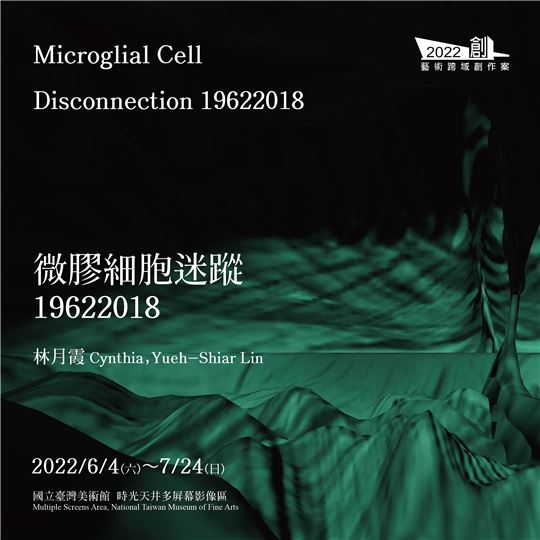 Microglial Cell
Disconnection 19622018
2022 創
藝術跨域創作案
微膠細胞迷蹤
19622018
林月霞 Cynthia, Yueh-Shiar Lin
2022/6/4(六)～7/24(日)
國立臺灣美術館 時光天井多屏幕影像區
Multiple Screens Area, National Taiwan Museum of Fine Arts